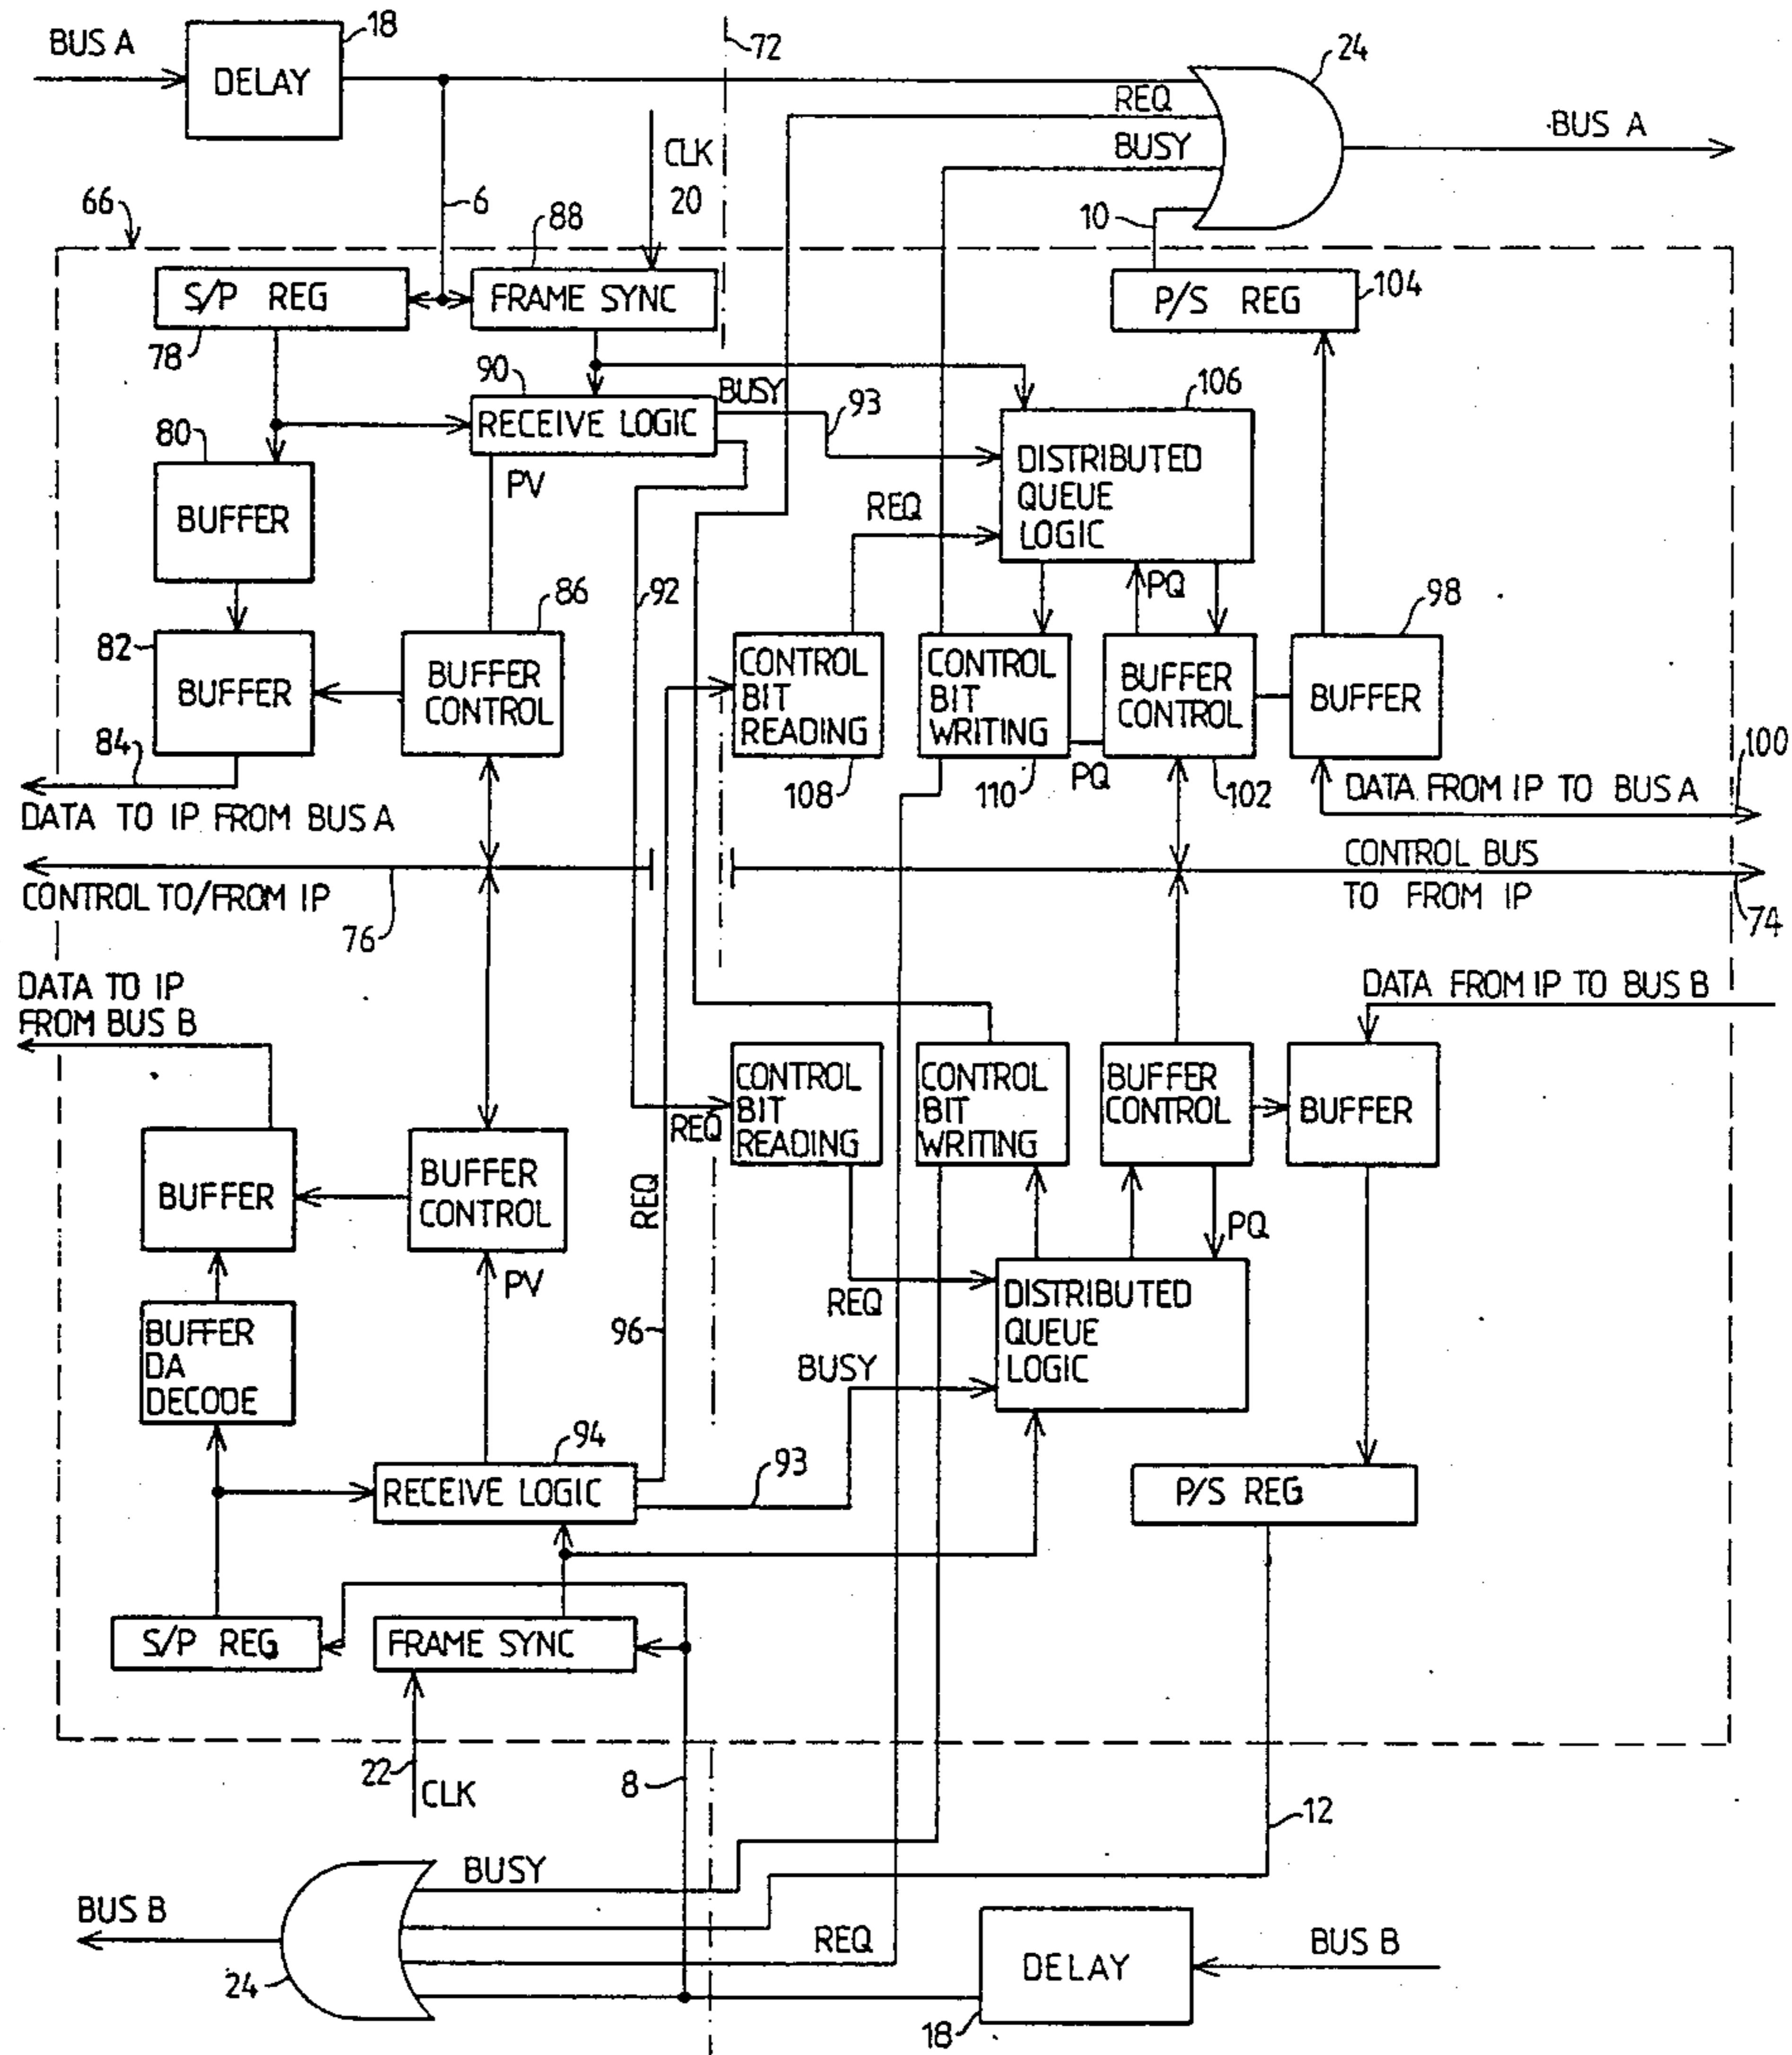 BUS A
18
DELAY
72
24
REQ
BUSY
BUS A
CLK
20
6
66
88
10
S/P REG
FRAME SYNC
P/S REG
104
78
90
BUSY
93
106
RECEIVE LOGIC
80
PV
DISTRIBUTED
QUEUE
LOGIC
BUFFER
REQ
92
PQ
86
98
82
BUFFER
BUFFER
CONTROL
CONTROL
BIT
READING
CONTROL
BIT
WRITING
BUFFER
CONTROL
BUFFER
84
108
110
PQ
102
100
DATA TO IP FROM BUS A
DATA FROM IP TO BUS A
CONTROL TO/FROM IP
76
CONTROL BUS
TO FROM IP
74
DATA TO IP
FROM BUS B
DATA FROM IP TO BUS B
CONTROL
BIT
READING
CONTROL
BIT
WRITING
BUFFER
CONTROL
BUFFER
REQ
BUFFER
BUFFER
CONTROL
REQ
PQ
PV
REQ
DISTRIBUTED
QUEUE
LOGIC
BUFFER
DA
DECODE
96
BUSY
94
93
RECEIVE LOGIC
P/S REG
S/P REG
FRAME SYNC
22
CLK
8
12
BUSY
BUS B
REQ
24
DELAY
BUS B
18